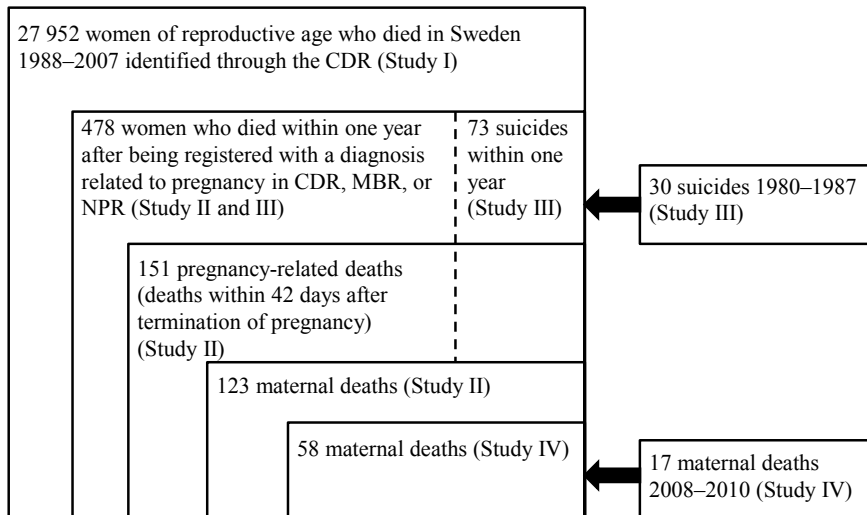 27 952 women of reproductive age who died in Sweden
1988–2007 identified through the CDR (Study I)
478 women who died within one year
after being registered with a diagnosis
related to pregnancy in CDR, MBR, or
NPR (Study II and III)
73 suicides
within one
year
(Study III)
30 suicides 1980–1987
(Study III)
151 pregnancy-related deaths
(deaths within 42 days after
termination of pregnancy)
(Study II)
123 maternal deaths (Study II)
58 maternal deaths (Study IV)
17 maternal deaths
2008–2010 (Study IV)